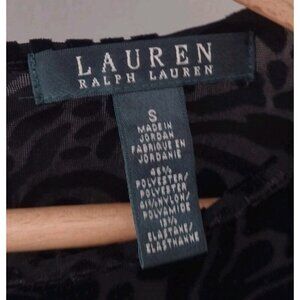 LAUREN
RALPH LAUREN
S
MADE IN
JORDAN
FABRIQUE EN
JORDANIE
POLYESTER/
POLYESTER
NYLON/
POLYAMIDE
ELASTANE/
ELASTHANNE